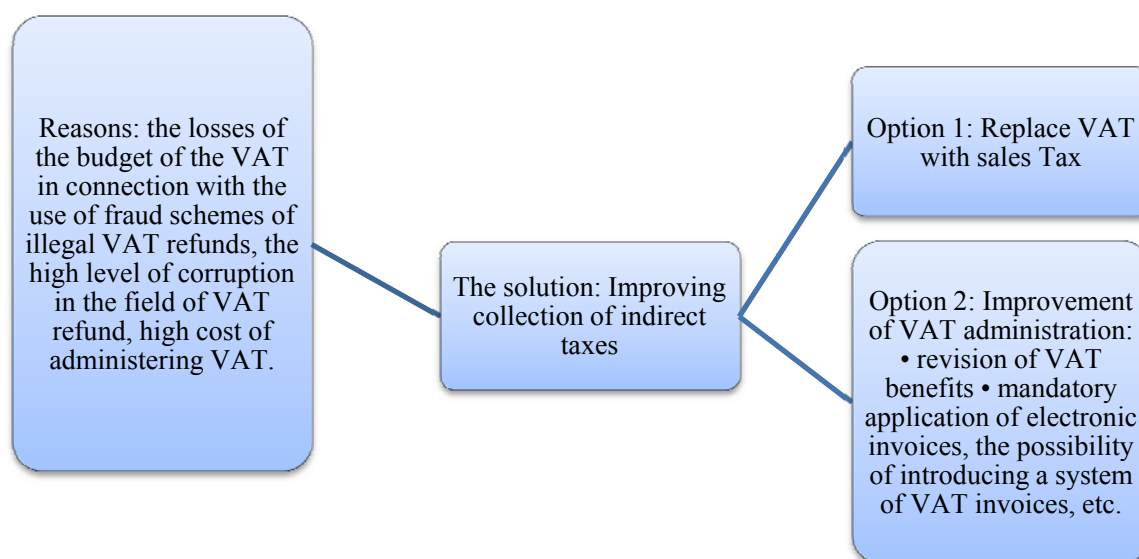 Reasons: the losses of
the budget of the VAT
in connection with the
use of fraud schemes of
illegal VAT refunds, the
high level of corruption
in the field of VAT
refund, high cost of
administering VAT.
The solution: Improving
collection of indirect
taxes
Option 1: Replace VAT
with sales Tax
Option 2: Improvement
of VAT administration:
• revision of VAT
benefits • mandatory
application of electronic
invoices, the possibility
of introducing a system
of VAT invoices, etc.